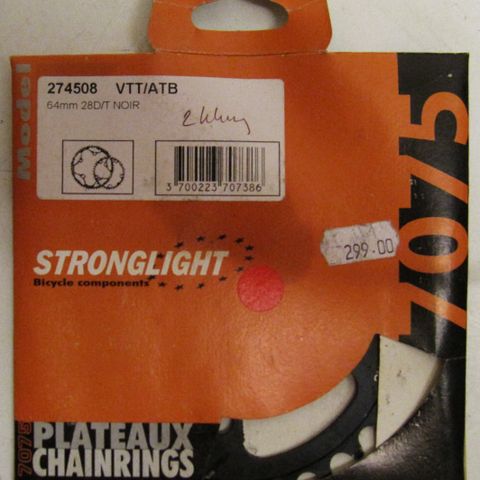 Model
274508 VTT/ATB
64mm 28D/T NOIR
3 700223 707386
STRONGLIGHT
Bicycle components
299.00
7075
7075
PLATEAUX
CHAINRINGS